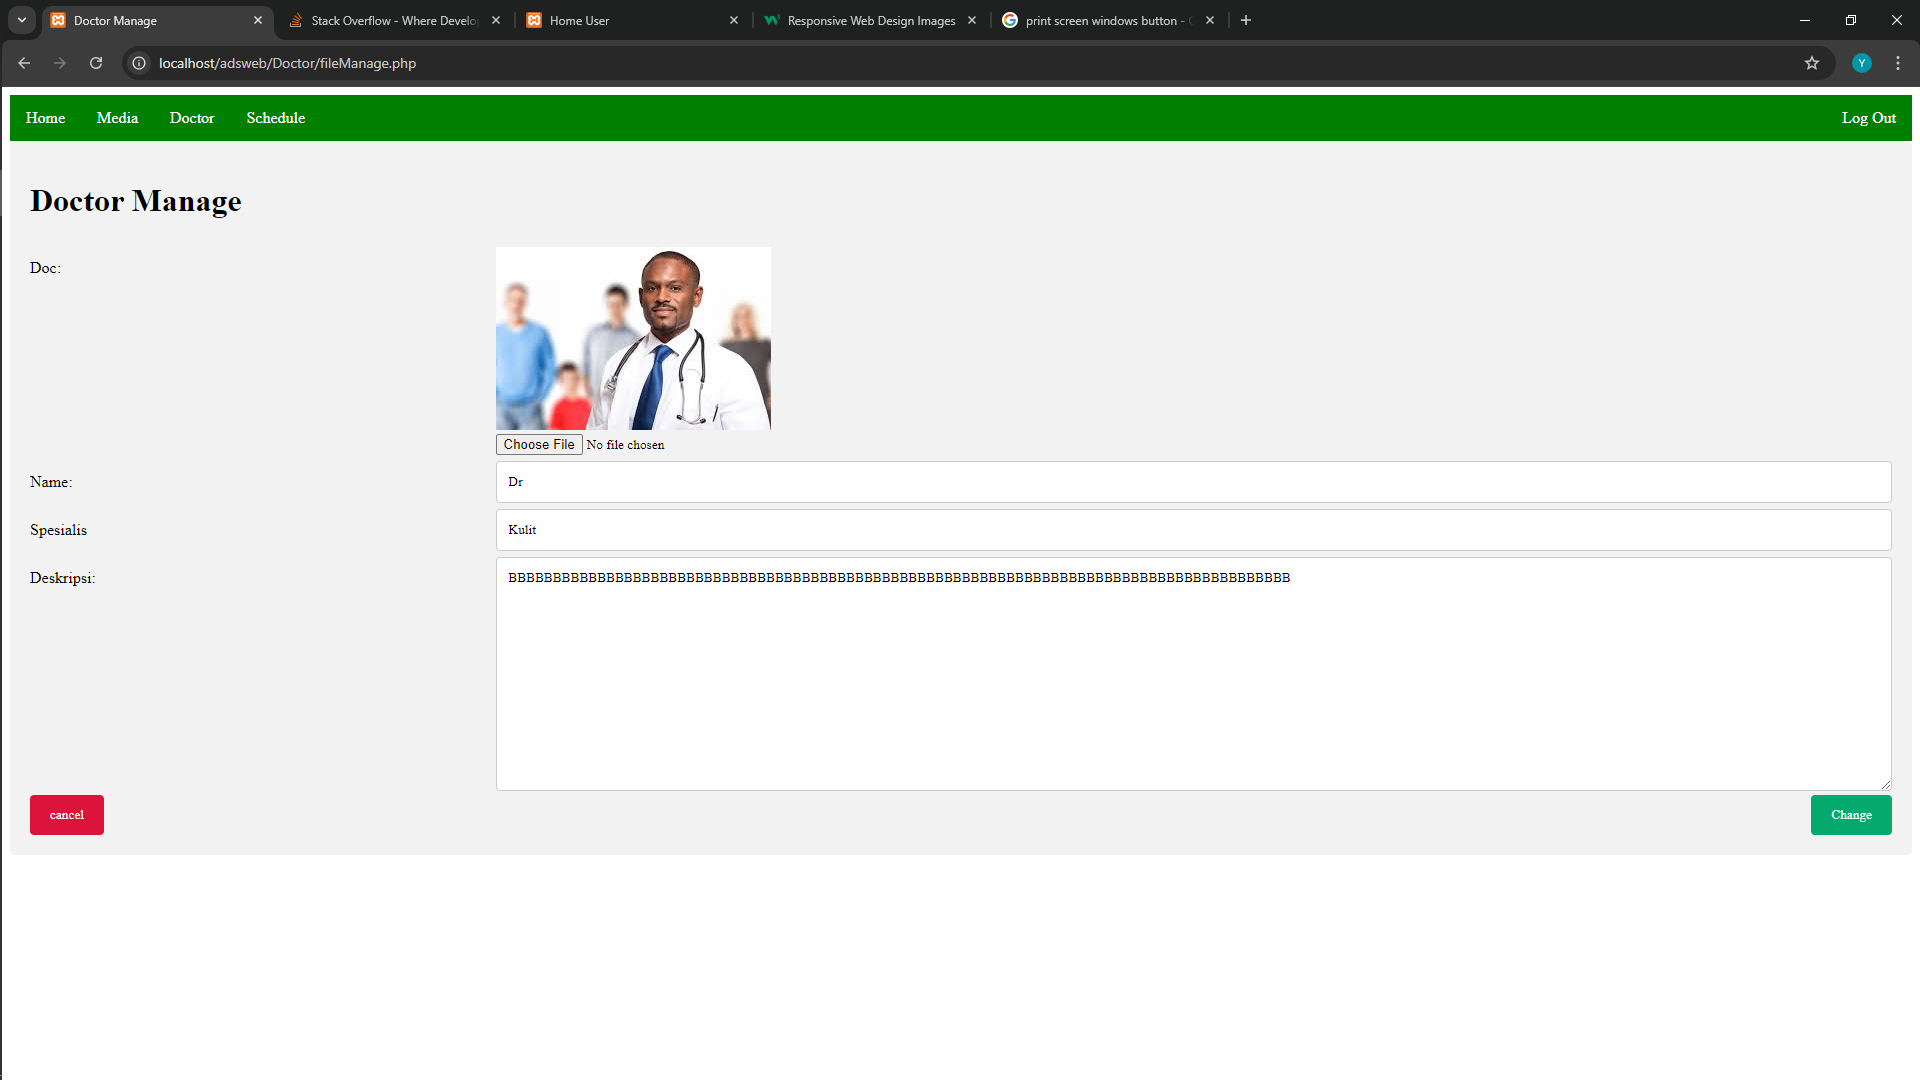 Doctor Manage
Stack Overflow - Where Develo
Home User
Responsive Web Design Images
print screen windows button -
localhost/adsweb/Doctor/fileManage.php
Y
Home Media Doctor Schedule Log Out
Doctor Manage
Doc:
Choose File No file chosen
Name: Dr
Spesialis Kulit
Deskripsi:
cancel Change